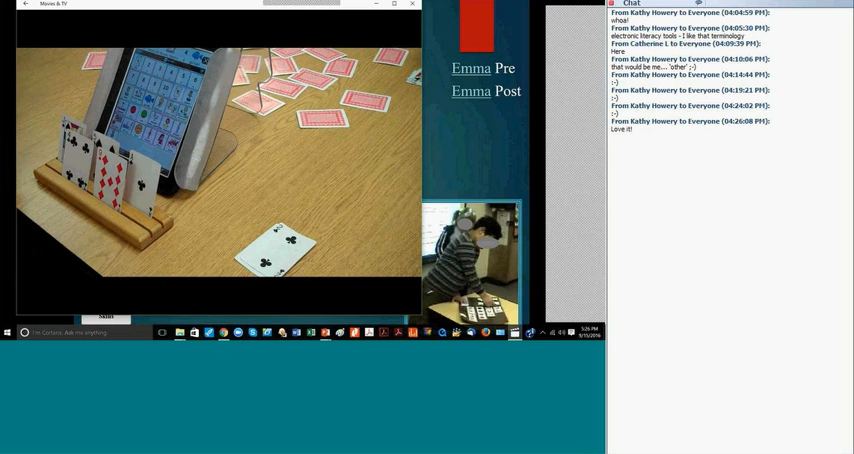 Movies & TV
Emma Pre
Emma Post
Skills
I'm Cortana. Ask me anything.
5:26 PM
9/15/2016
Chat
From Kathy Howery to Everyone (04:04:59 PM):
whoa!
From Kathy Howery to Everyone (04:05:30 PM):
electronic literacy tools - I like that terminology
From Catherine L to Everyone (04:09:39 PM):
Here
From Kathy Howery to Everyone (04:10:06 PM):
that would be me... 'other' ;-)
From Kathy Howery to Everyone (04:14:44 PM):
:-)
From Kathy Howery to Everyone (04:19:21 PM):
:-)
From Kathy Howery to Everyone (04:24:02 PM):
:-)
From Kathy Howery to Everyone (04:26:08 PM):
Love it!